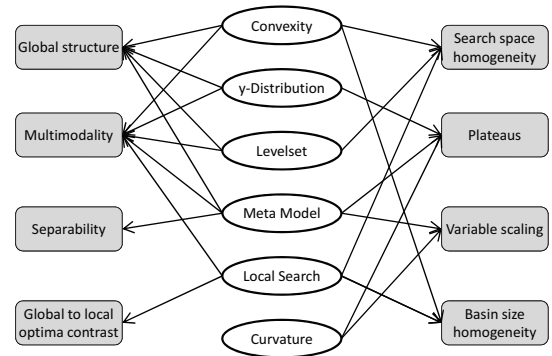 Convexity
Global structure
Search space
homogeneity
y-Distribution
Multimodality
Levelset
Plateaus
Separability
Meta Model
Variable scaling
Local Search
Global to local
optima contrast
Curvature
Basin size
homogeneity